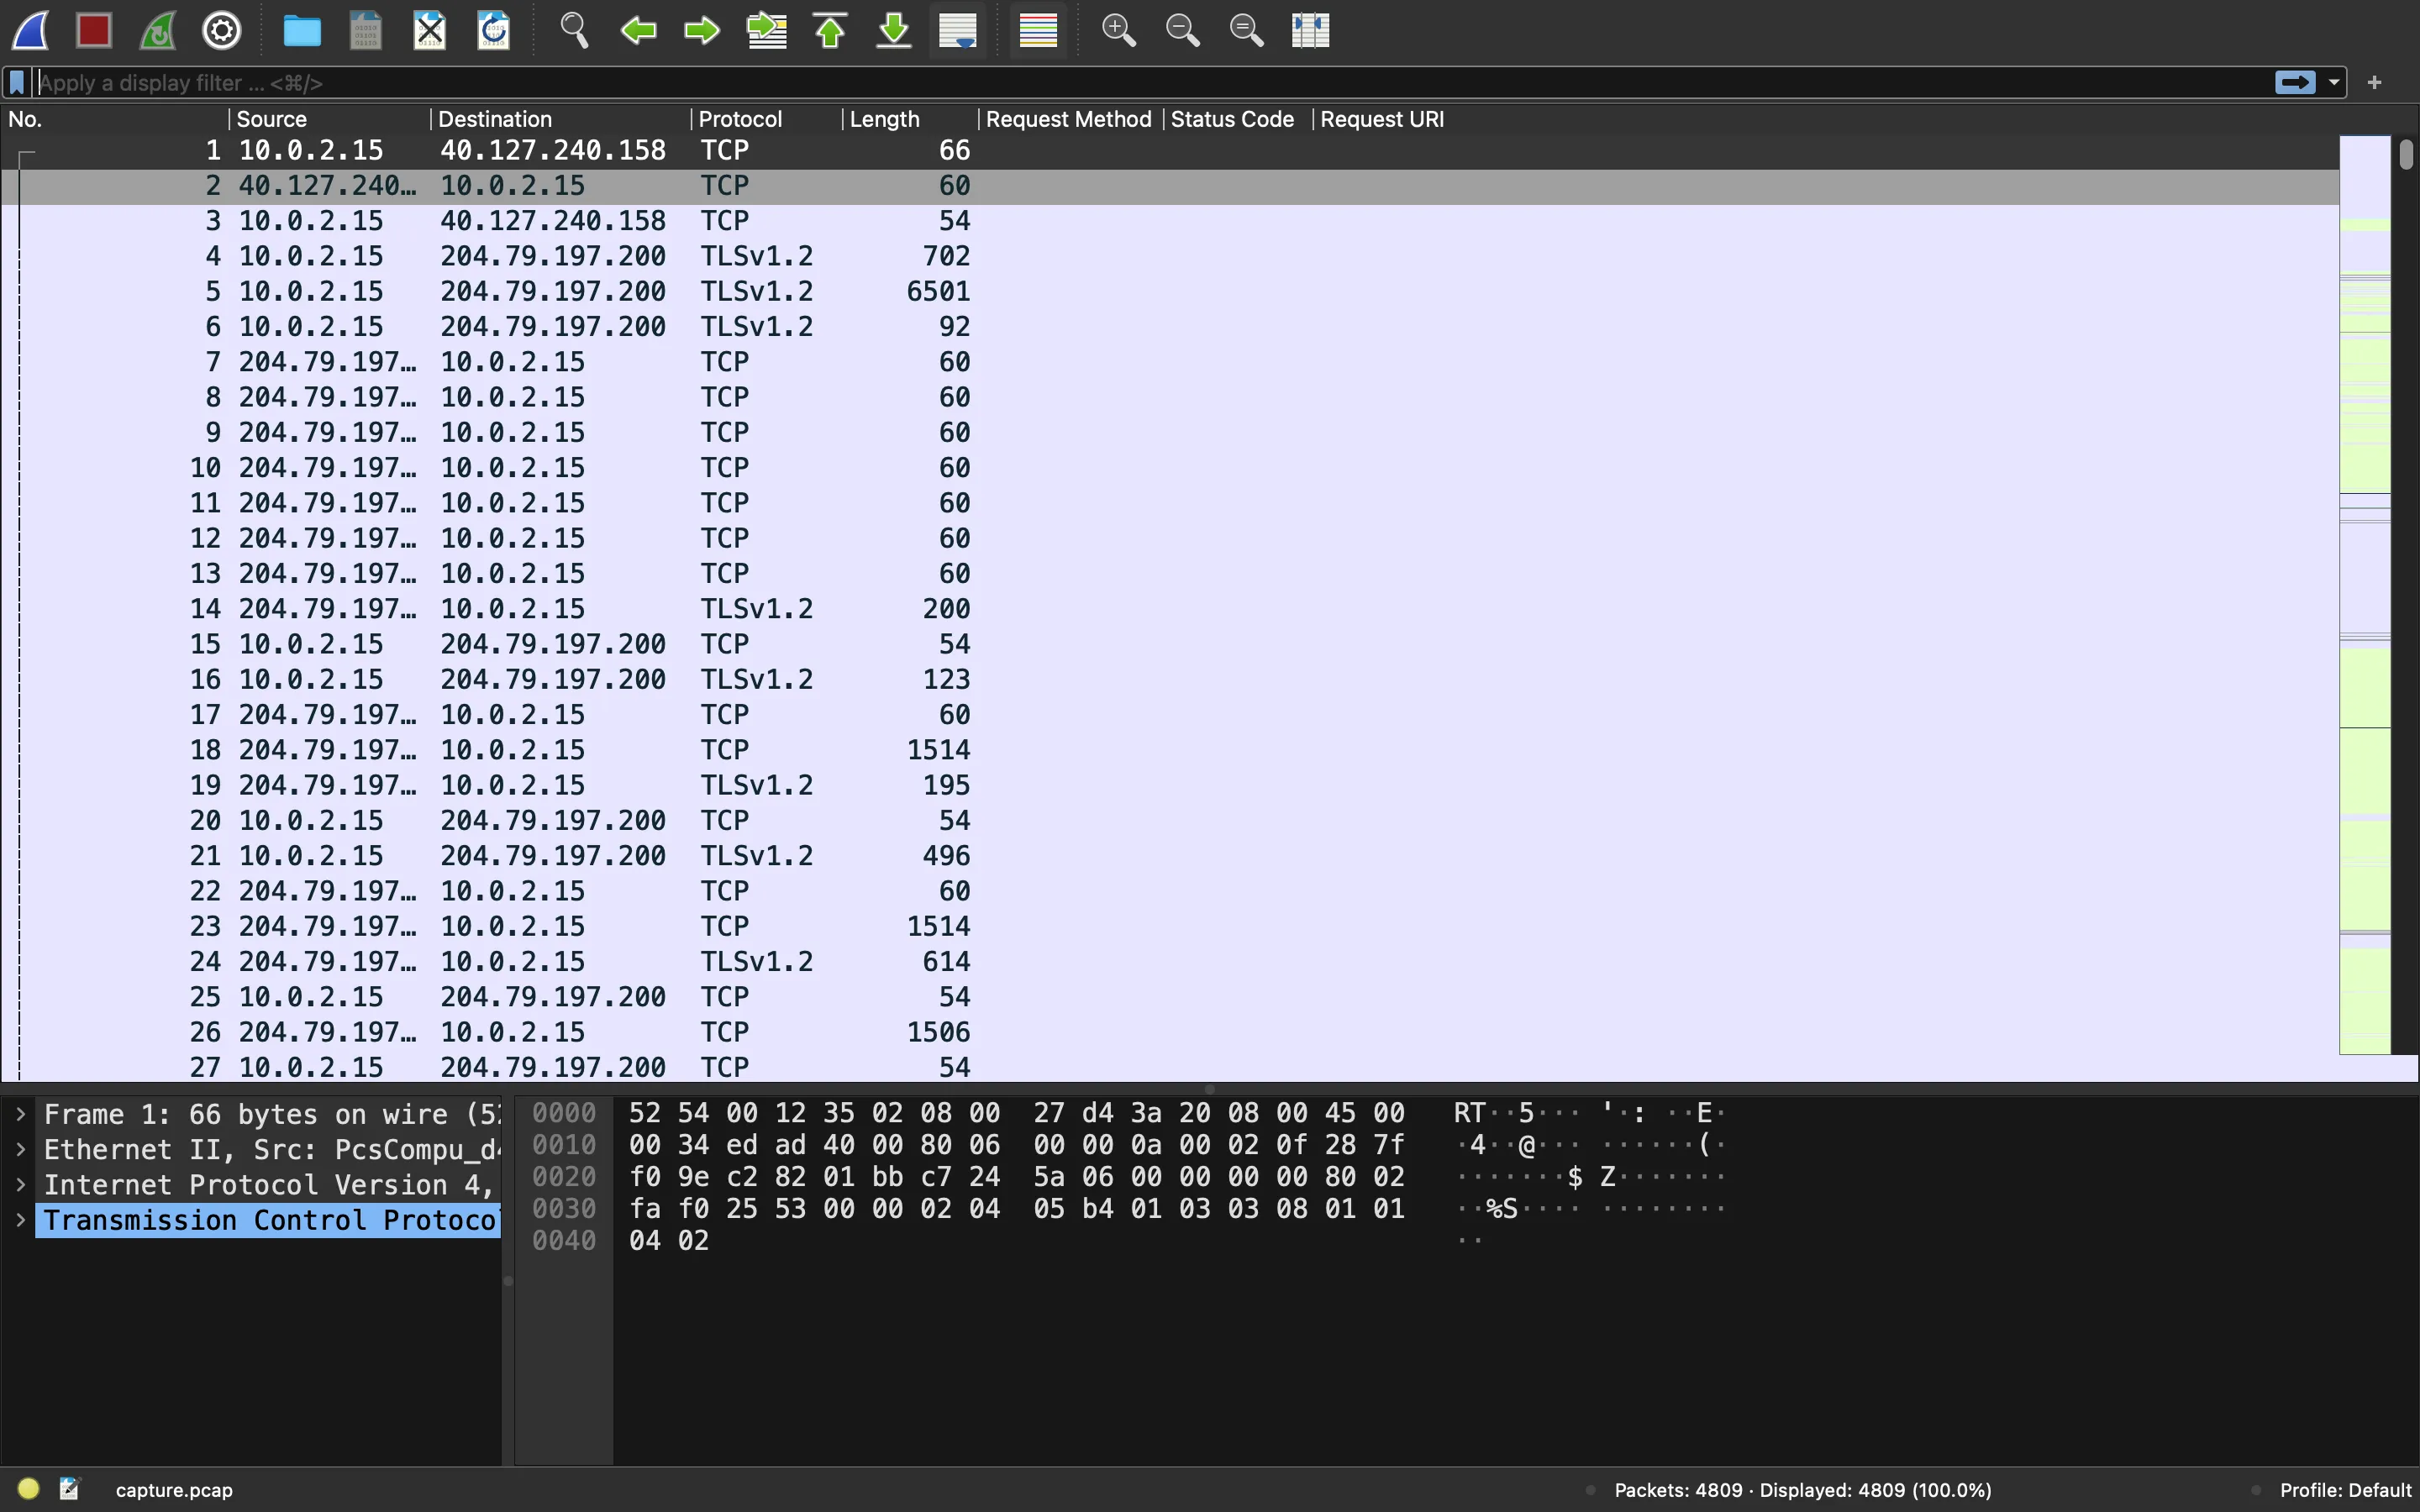 Apply a display filter ... <⌘/>
No. Source Destination Protocol Length Request Method Status Code Request URI
1 10.0.2.15 40.127.240.158 TCP 66
2 40.127.240… 10.0.2.15 TCP 60
3 10.0.2.15 40.127.240.158 TCP 54
4 10.0.2.15 204.79.197.200 TLSv1.2 702
5 10.0.2.15 204.79.197.200 TLSv1.2 6501
6 10.0.2.15 204.79.197.200 TLSv1.2 92
7 204.79.197… 10.0.2.15 TCP 60
8 204.79.197… 10.0.2.15 TCP 60
9 204.79.197… 10.0.2.15 TCP 60
10 204.79.197… 10.0.2.15 TCP 60
11 204.79.197… 10.0.2.15 TCP 60
12 204.79.197… 10.0.2.15 TCP 60
13 204.79.197… 10.0.2.15 TCP 60
14 204.79.197… 10.0.2.15 TLSv1.2 200
15 10.0.2.15 204.79.197.200 TCP 54
16 10.0.2.15 204.79.197.200 TLSv1.2 123
17 204.79.197… 10.0.2.15 TCP 60
18 204.79.197… 10.0.2.15 TCP 1514
19 204.79.197… 10.0.2.15 TLSv1.2 195
20 10.0.2.15 204.79.197.200 TCP 54
21 10.0.2.15 204.79.197.200 TLSv1.2 496
22 204.79.197… 10.0.2.15 TCP 60
23 204.79.197… 10.0.2.15 TCP 1514
24 204.79.197… 10.0.2.15 TLSv1.2 614
25 10.0.2.15 204.79.197.200 TCP 54
26 204.79.197… 10.0.2.15 TCP 1506
27 10.0.2.15 204.79.197.200 TCP 54
Frame 1: 66 bytes on wire (52
Ethernet II, Src: PcsCompu_d4
Internet Protocol Version 4,
Transmission Control Protocol
0000 52 54 00 12 35 02 08 00 27 d4 3a 20 08 00 45 00 RT··5··· '·: ··E·
0010 00 34 ed ad 40 00 80 06 00 00 0a 00 02 0f 28 7f ·4··@··· ······(·
0020 f0 9e c2 82 01 bb c7 24 5a 06 00 00 00 00 80 02 ·······$ Z·······
0030 fa f0 25 53 00 00 02 04 05 b4 01 03 03 08 01 01 ··%S···· ········
0040 04 02 ··
capture.pcap
Packets: 4809 · Displayed: 4809 (100.0%)
Profile: Default